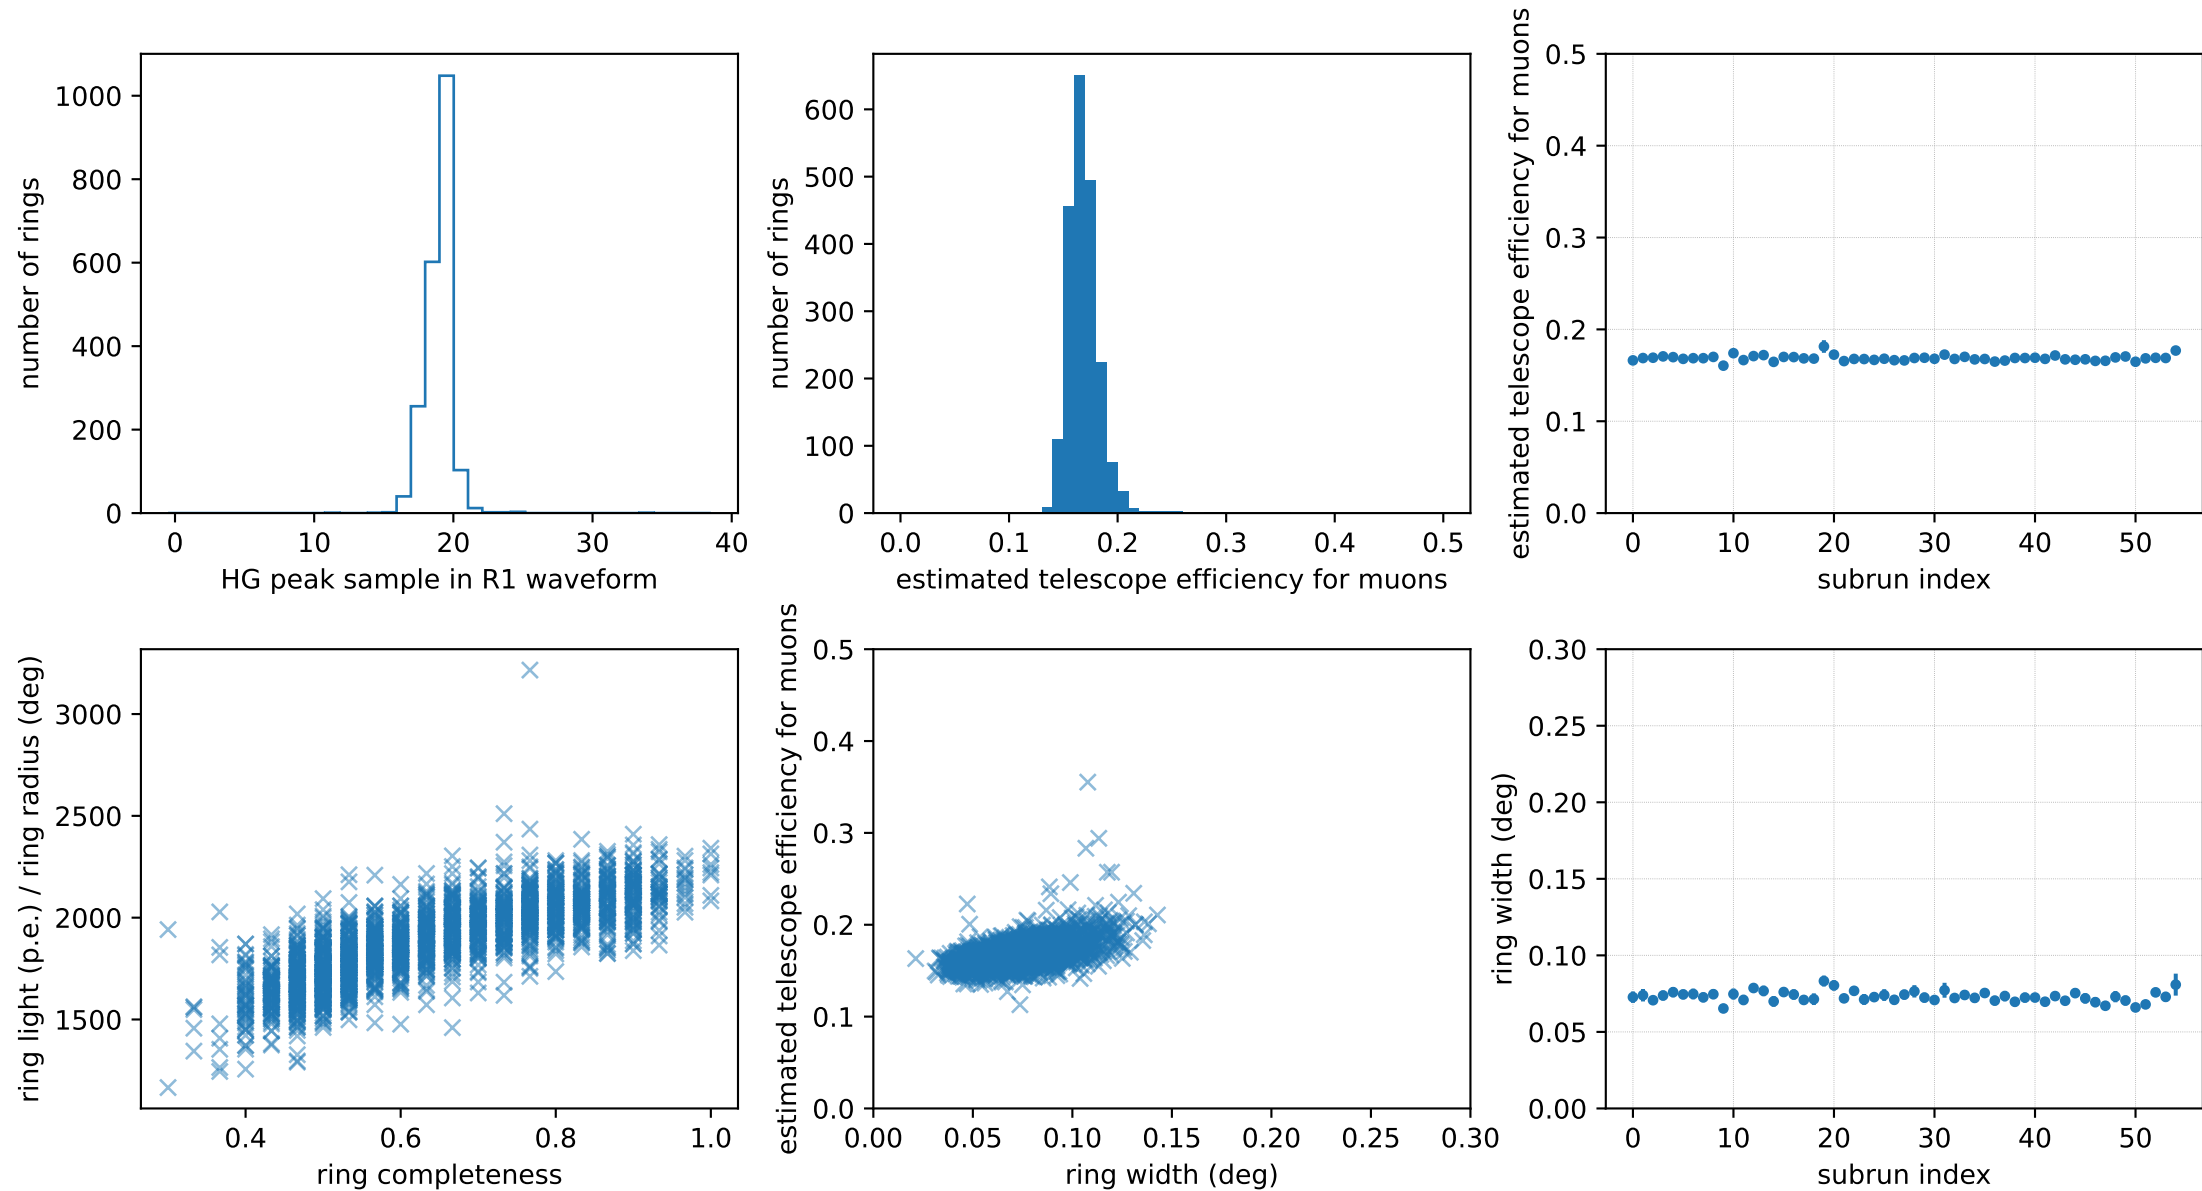 number of rings
1000
800
600
400
200
0
0 10 20 30 40
HG peak sample in R1 waveform
number of rings
600
500
400
300
200
100
0
0.0 0.1 0.2 0.3 0.4 0.5
estimated telescope efficiency for muons
estimated telescope efficiency for muons
0.5
0.4
0.3
0.2
0.1
0.0
0 10 20 30 40 50
subrun index
ring light (p.e.) / ring radius (deg)
3000
2500
2000
1500
0.4 0.6 0.8 1.0
ring completeness
estimated telescope efficiency for muons
0.5
0.4
0.3
0.2
0.1
0.0
0.00 0.05 0.10 0.15 0.20 0.25 0.30
ring width (deg)
ring width (deg)
0.30
0.25
0.20
0.15
0.10
0.05
0.00
0 10 20 30 40 50
subrun index